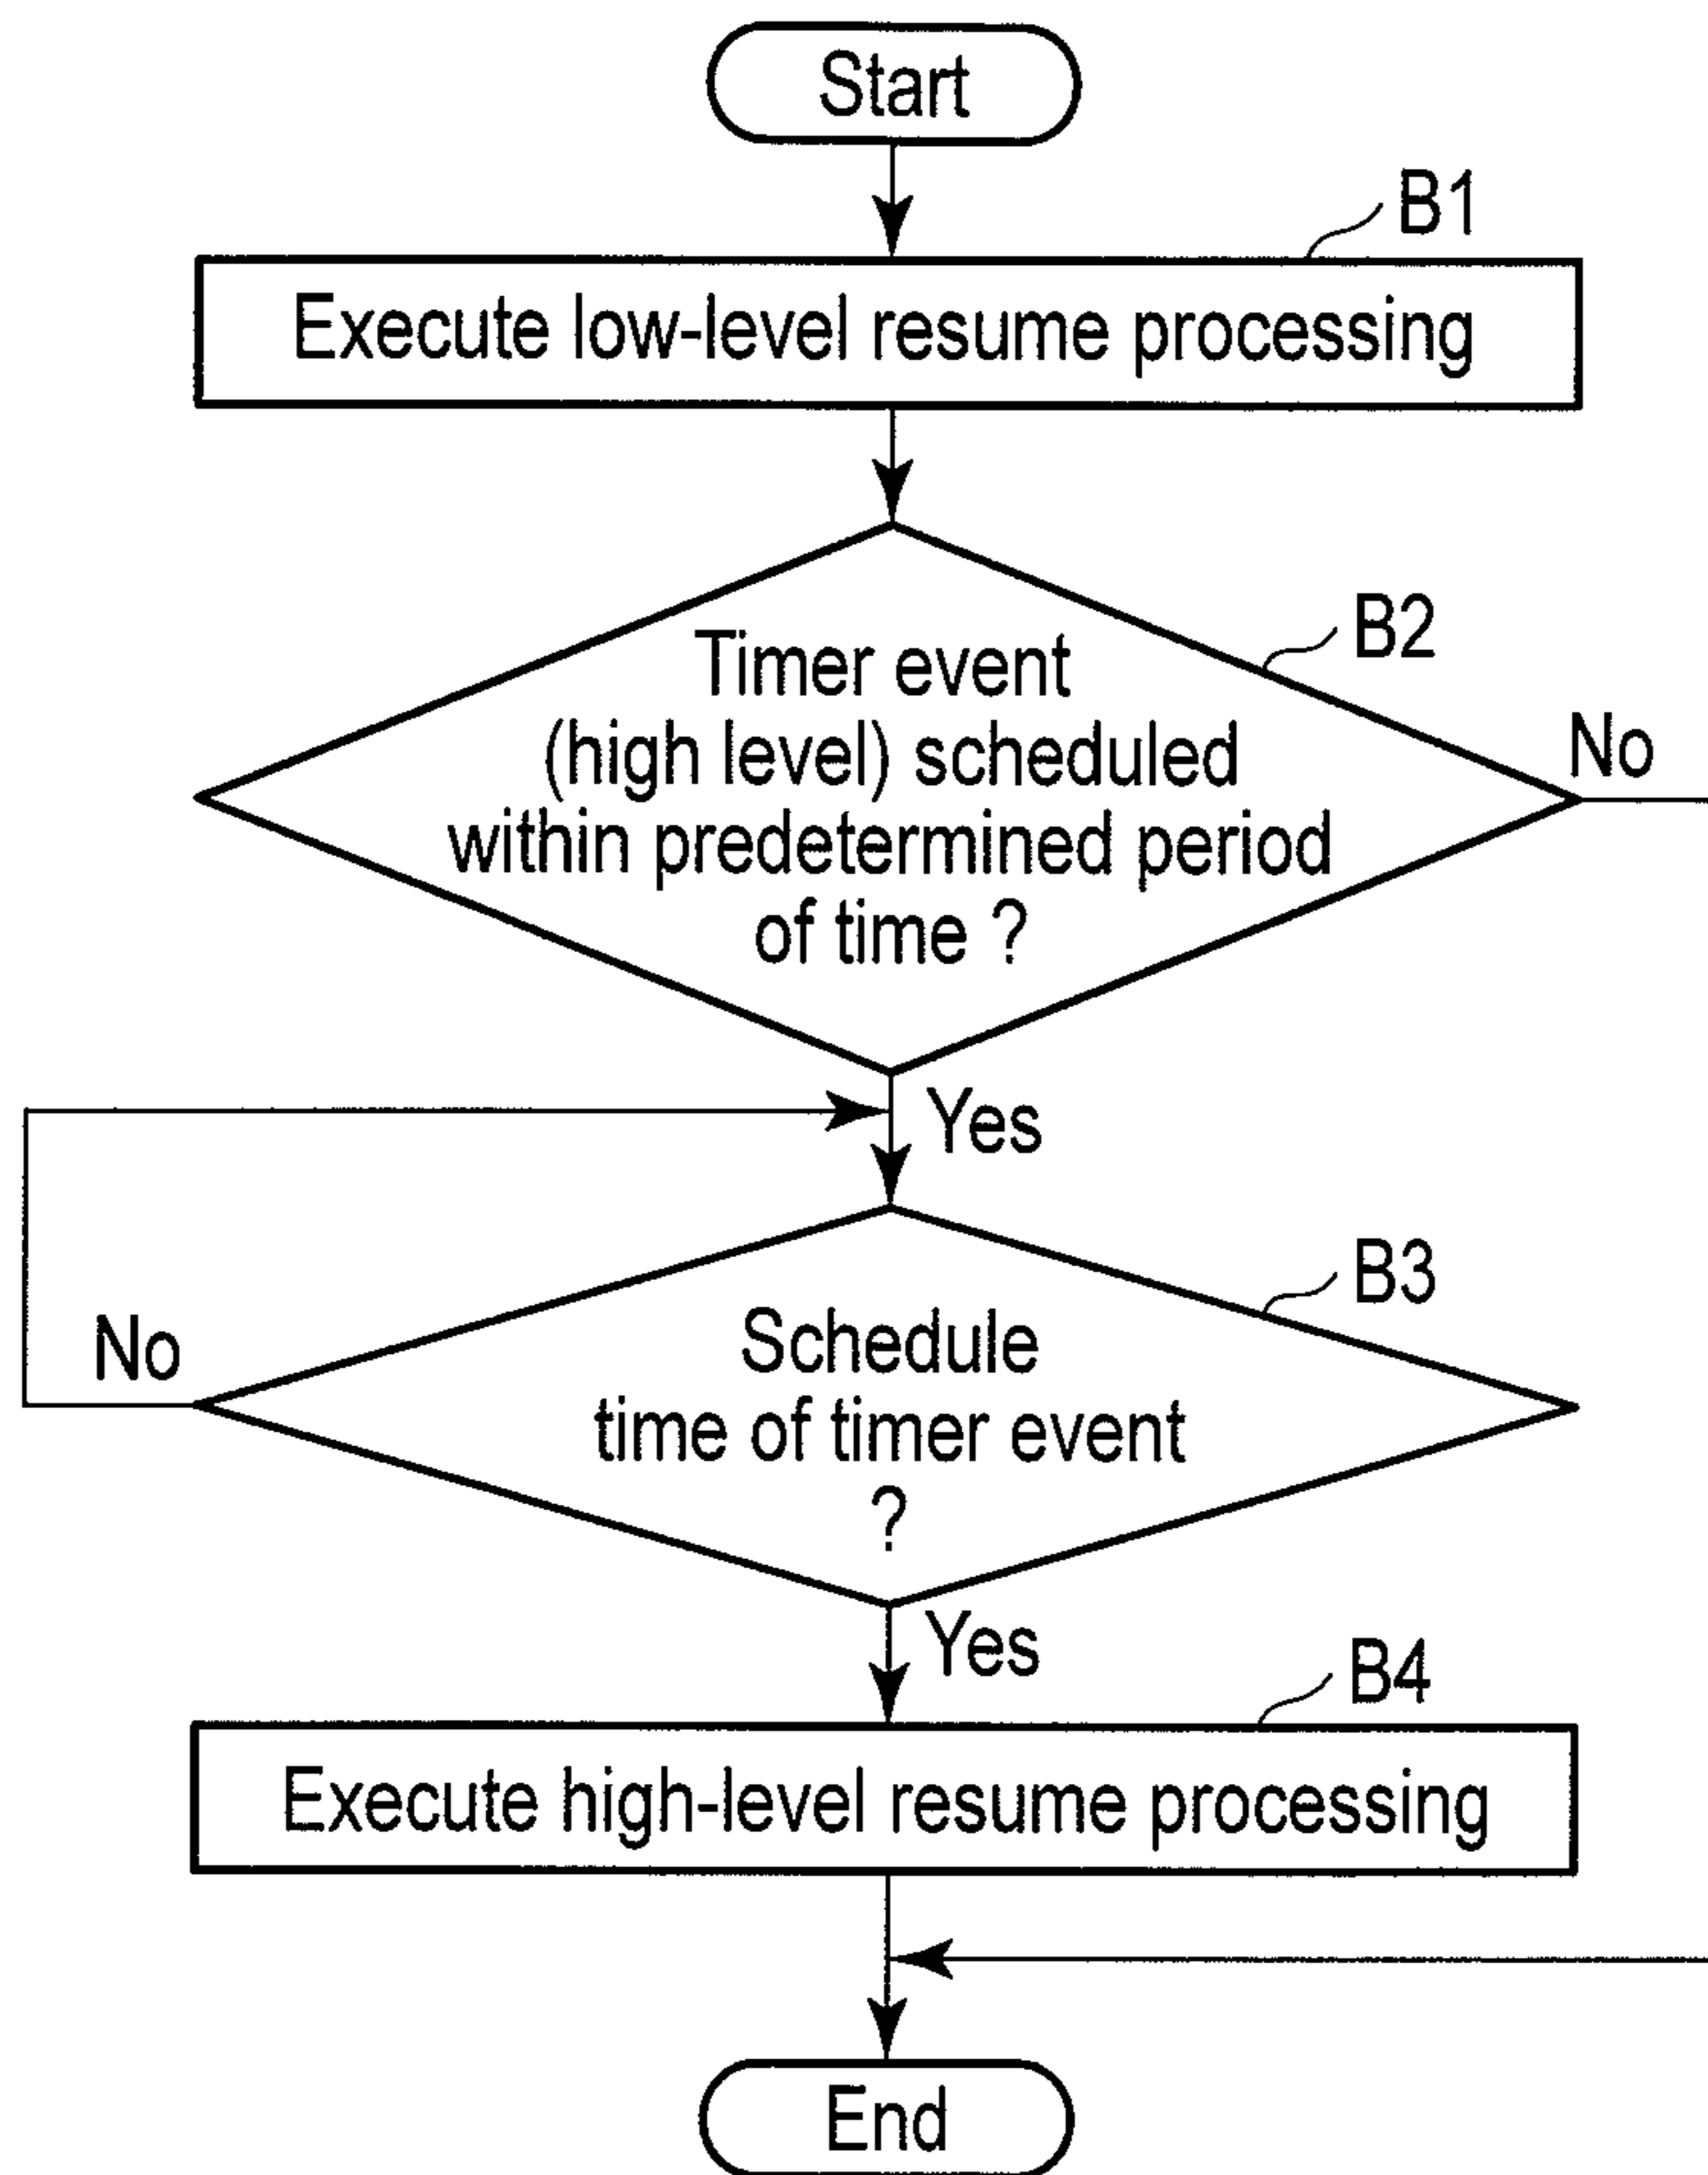 Start
B1
Execute low-level resume processing
B2
Timer event
(high level) scheduled
within predetermined period
of time ?
No
Yes
B3
Schedule
time of timer event
?
No
Yes
B4
Execute high-level resume processing
End